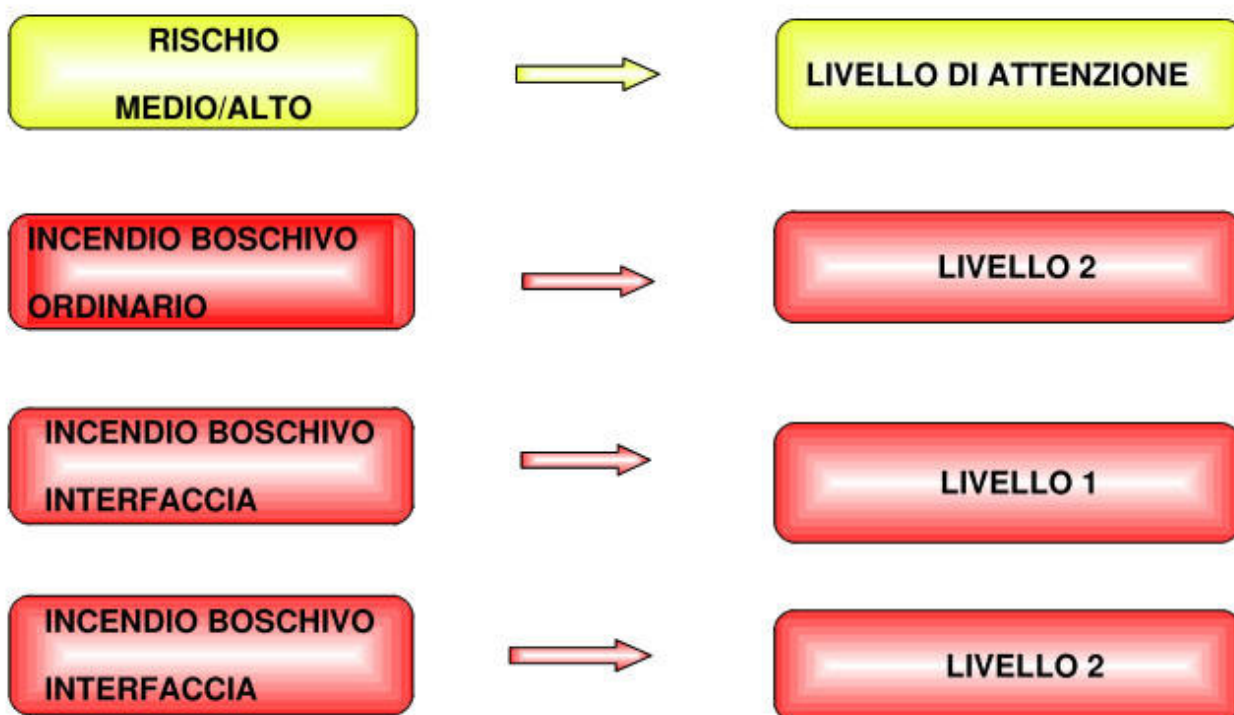 RISCHIO
MEDIO/ALTO
LIVELLO DI ATTENZIONE
INCENDIO BOSCHIVO
ORDINARIO
LIVELLO 2
INCENDIO BOSCHIVO
INTERFACCIA
LIVELLO 1
INCENDIO BOSCHIVO
INTERFACCIA
LIVELLO 2